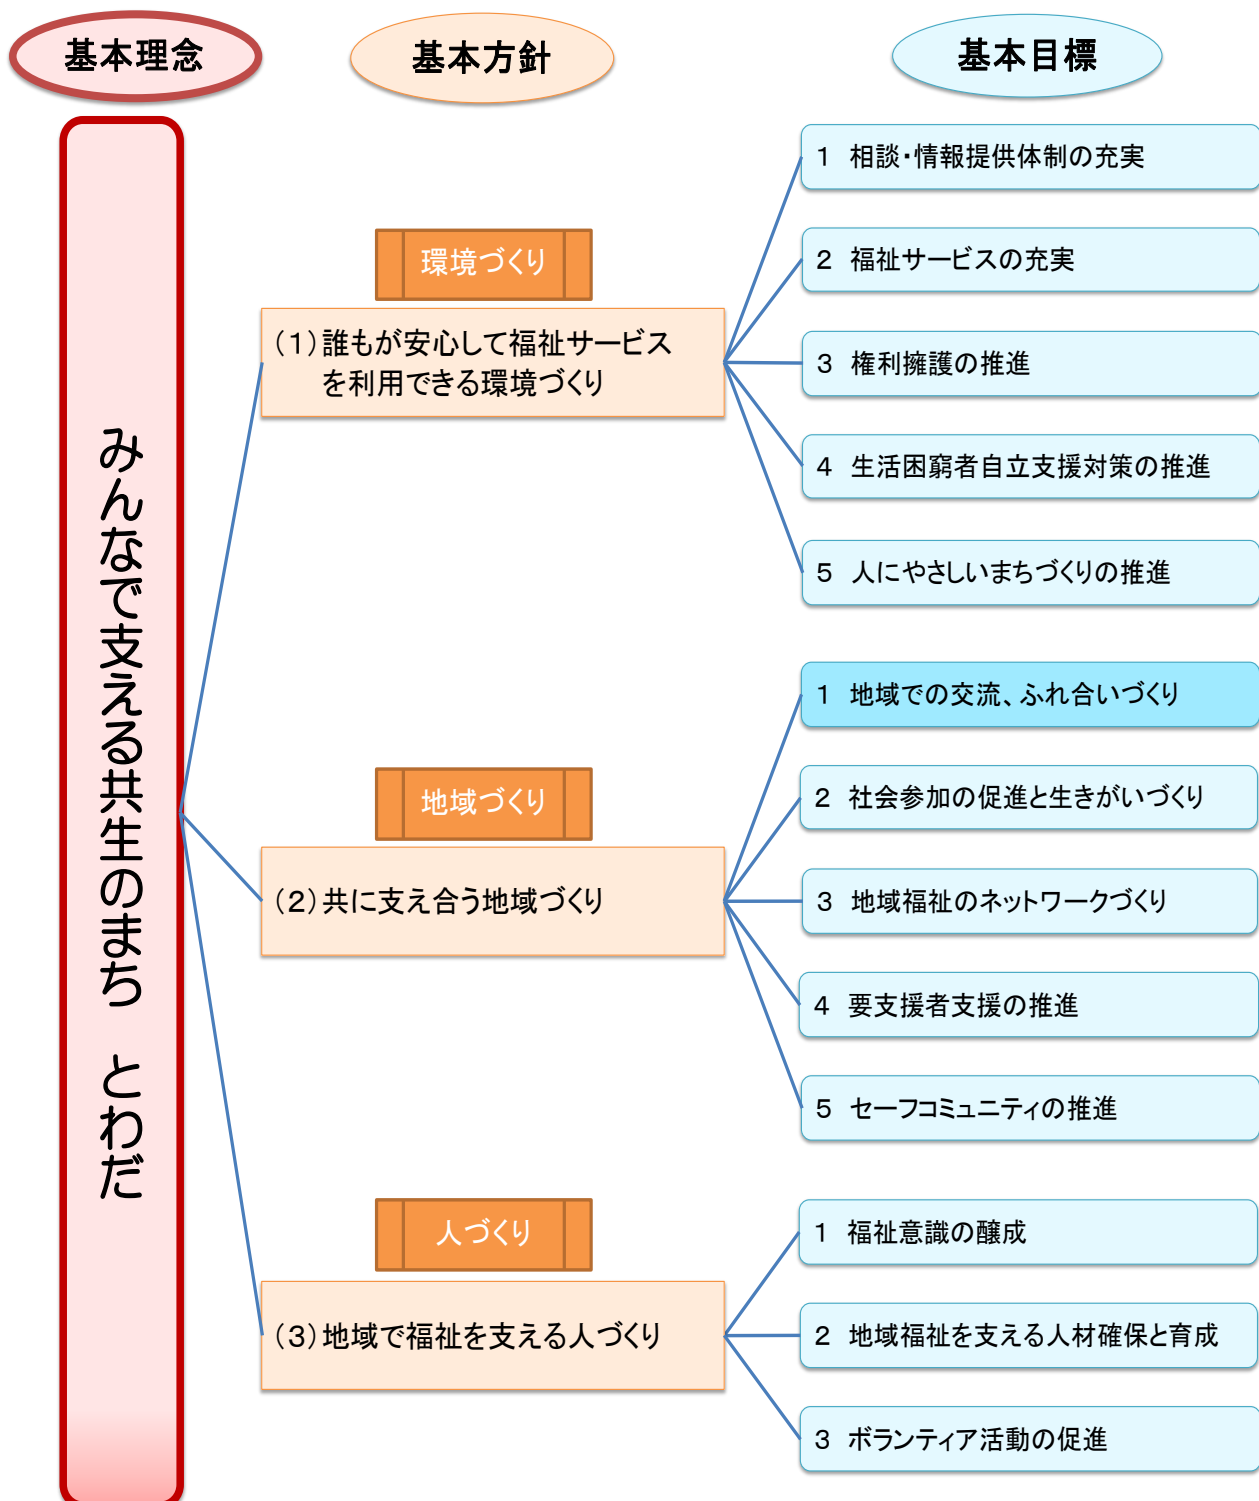 基本理念
基本方針
基本目標
みんなで支える共生のまち　とわだ
環境づくり
（１）誰もが安心して福祉サービス
を利用できる環境づくり
１　相談・情報提供体制の充実
２　福祉サービスの充実
３　権利擁護の推進
４　生活困窮者自立支援対策の推進
５　人にやさしいまちづくりの推進
地域づくり
（２）共に支え合う地域づくり
１　地域での交流、ふれ合いづくり
２　社会参加の促進と生きがいづくり
３　地域福祉のネットワークづくり
４　要支援者支援の推進
５　セーフコミュニティの推進
人づくり
（３）地域で福祉を支える人づくり
１　福祉意識の醸成
２　地域福祉を支える人材確保と育成
３　ボランティア活動の促進